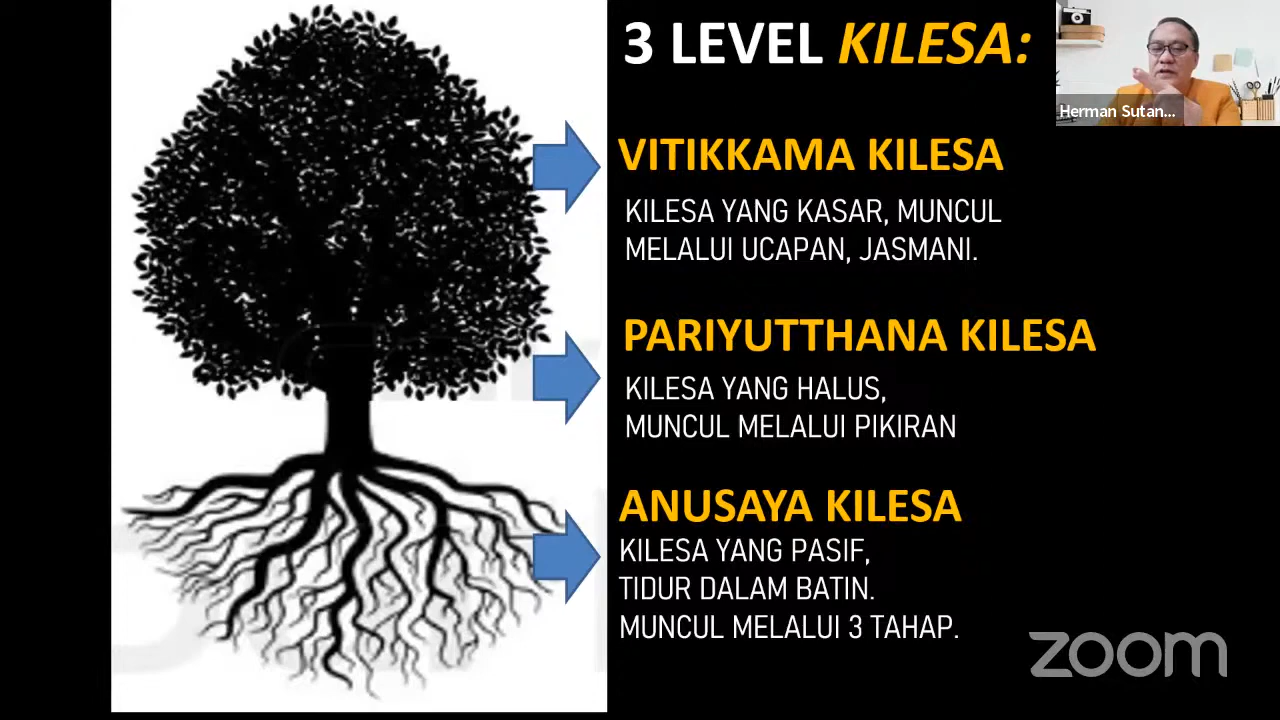 3 LEVEL KILESA:
Herman Sutan...
VITIKKAMA KILESA
KILESA YANG KASAR, MUNCUL
MELALUI UCAPAN, JASMANI.
PARIYUTTHANA KILESA
KILESA YANG HALUS,
MUNCUL MELALUI PIKIRAN
ANUSAYA KILESA
KILESA YANG PASIF,
TIDUR DALAM BATIN.
MUNCUL MELALUI 3 TAHAP.
zoom